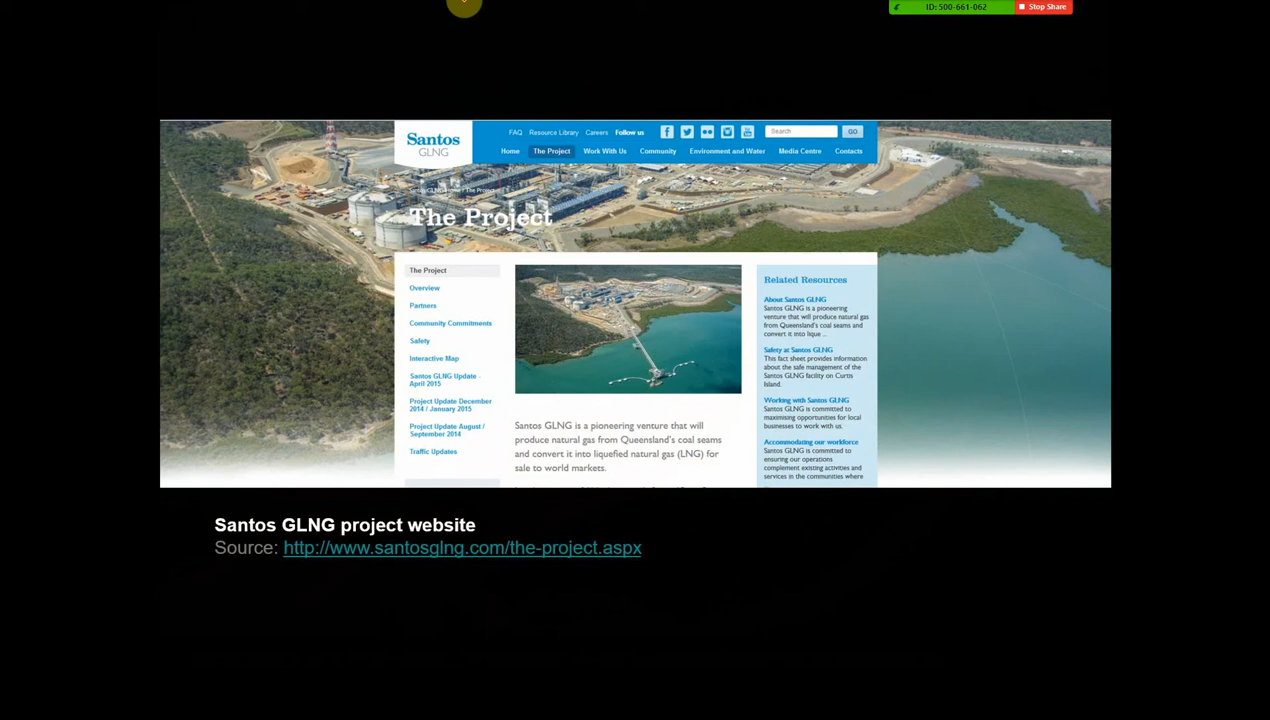 ID: 500-661-062
Stop Share
Santos
GLNG
FAQ Resource Library Careers Follow us
Search
GO
Home The Project Work With Us Community Environment and Water Media Centre Contacts
Santos GLNG Home / The Project
The Project
The Project
Overview
Partners
Community Commitments
Safety
Interactive Map
Santos GLNG Update -
April 2015
Project Update December
2014 / January 2015
Project Update August /
September 2014
Traffic Updates
Santos GLNG is a pioneering venture that will
produce natural gas from Queensland's coal seams
and convert it into liquefied natural gas (LNG) for
sale to world markets.
Related Resources
About Santos GLNG
Santos GLNG is a pioneering
venture that will produce natural gas
from Queensland's coal seams and
convert it into lique ...
Safety at Santos GLNG
This fact sheet provides information
about the safe management of the
Santos GLNG facility on Curtis
Island.
Working with Santos GLNG
Santos GLNG is committed to
maximising opportunities for local
businesses to work with us.
Accommodating our workforce
Santos GLNG is committed to
ensuring our operations
complement existing activities and
services in the communities where
Santos GLNG project website
Source: http://www.santosglng.com/the-project.aspx